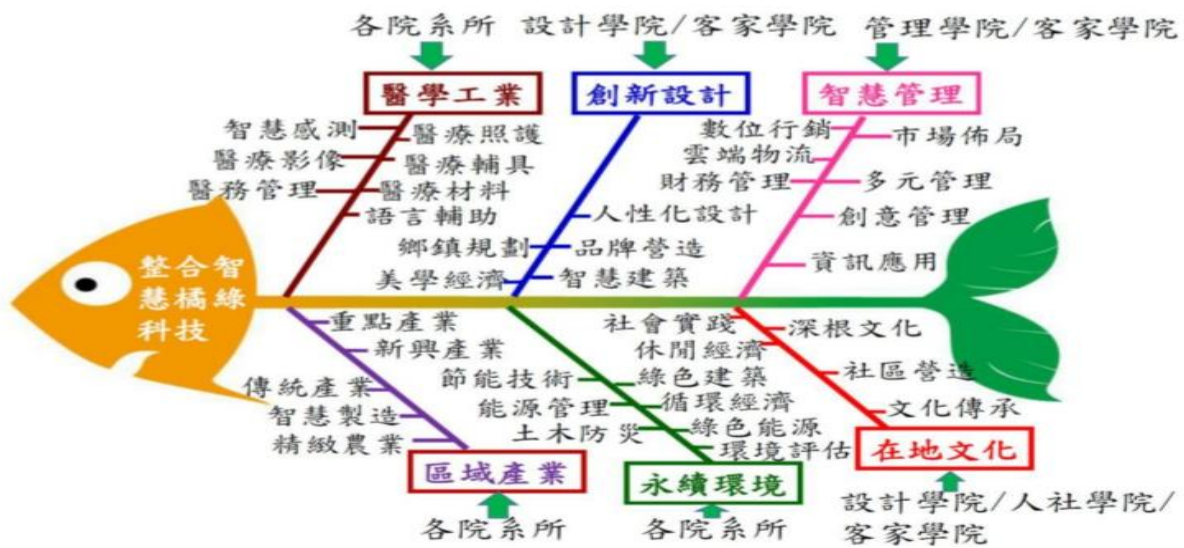 各院系所
設計學院/客家學院
管理學院/客家學院
醫學工業
創新設計
智慧管理
智慧感測
醫療照護
醫療影像
醫療輔具
醫務管理
醫療材料
語言輔助
人性化設計
鄉鎮規劃
品牌營造
美學經濟
智慧建築
數位行銷
市場佈局
雲端物流
財務管理
多元管理
創意管理
資訊應用
整合智
慧橘綠
科技
重點產業
新興產業
傳統產業
智慧製造
精緻農業
節能技術
綠色建築
能源管理
循環經濟
土木防災
綠色能源
環境評估
社會實踐
深根文化
休閒經濟
社區營造
文化傳承
區域產業
永續環境
在地文化
各院系所
各院系所
設計學院/人社學院/
客家學院